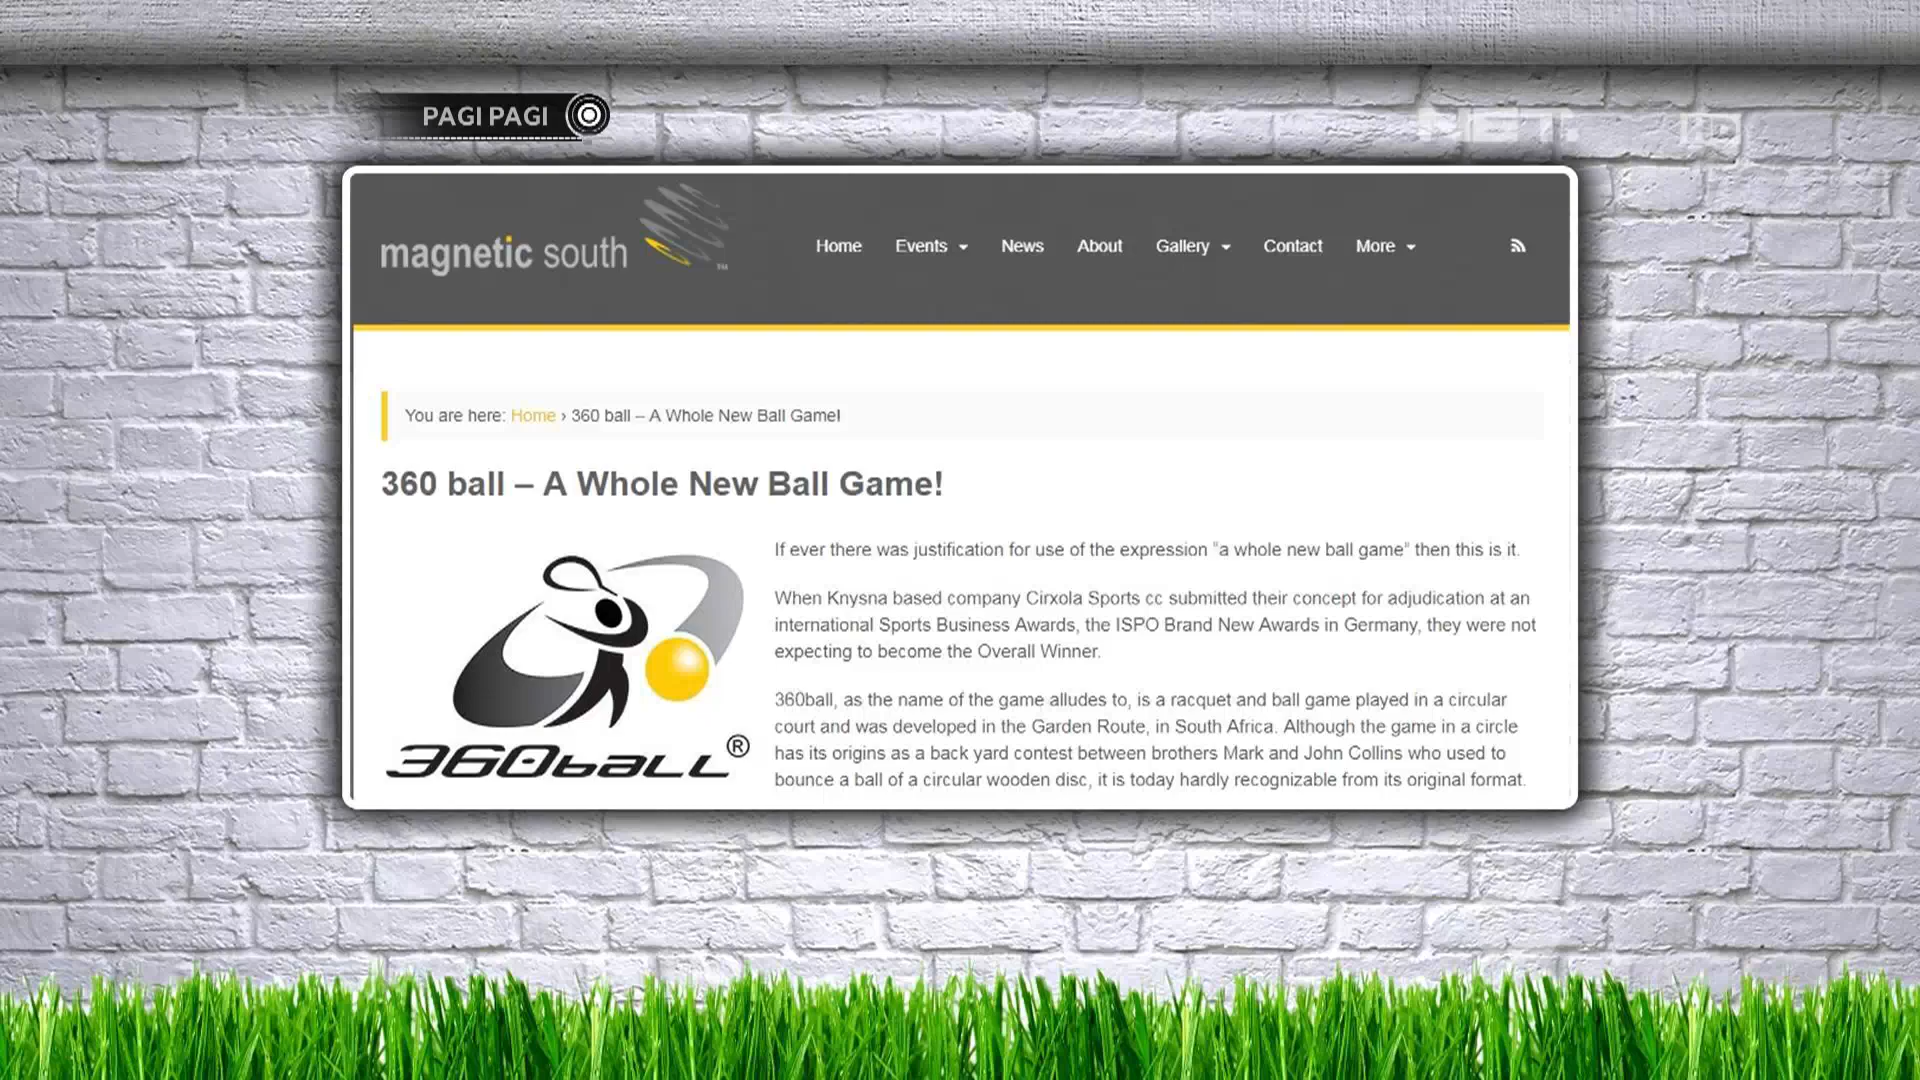 PAGI PAGI
NET.
HD
magnetic south
TM
Home Events News About Gallery Contact More
You are here: Home › 360 ball – A Whole New Ball Game!
360 ball – A Whole New Ball Game!
If ever there was justification for use of the expression “a whole new ball game” then this is it.
When Knysna based company Cirxola Sports cc submitted their concept for adjudication at an
international Sports Business Awards, the ISPO Brand New Awards in Germany, they were not
expecting to become the Overall Winner.
360ball, as the name of the game alludes to, is a racquet and ball game played in a circular
court and was developed in the Garden Route, in South Africa. Although the game in a circle
has its origins as a back yard contest between brothers Mark and John Collins who used to
bounce a ball of a circular wooden disc, it is today hardly recognizable from its original format.
360ball®